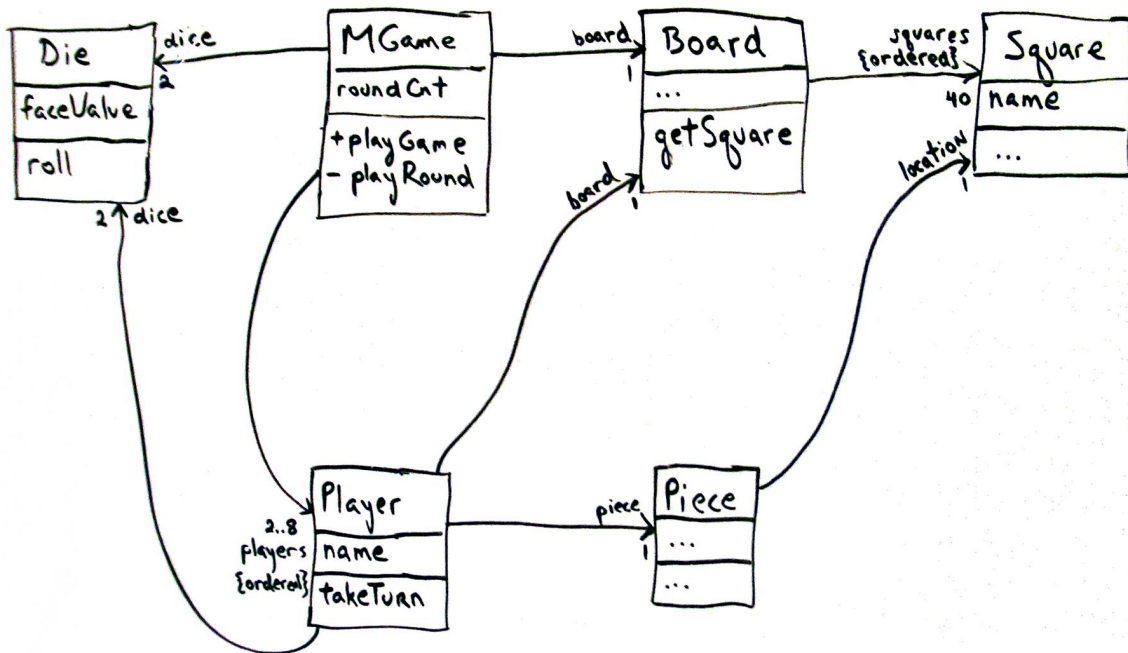 Die
faceValue
roll
dice
2
2 dice
MGame
roundCnt
+playGame
- playRound
board
1
Board
...
getSquare
board
1
squares
{ordered}
40
Square
name
...
location
1
2..8
players
{ordered}
Player
name
takeTurn
piece
1
Piece
...
...